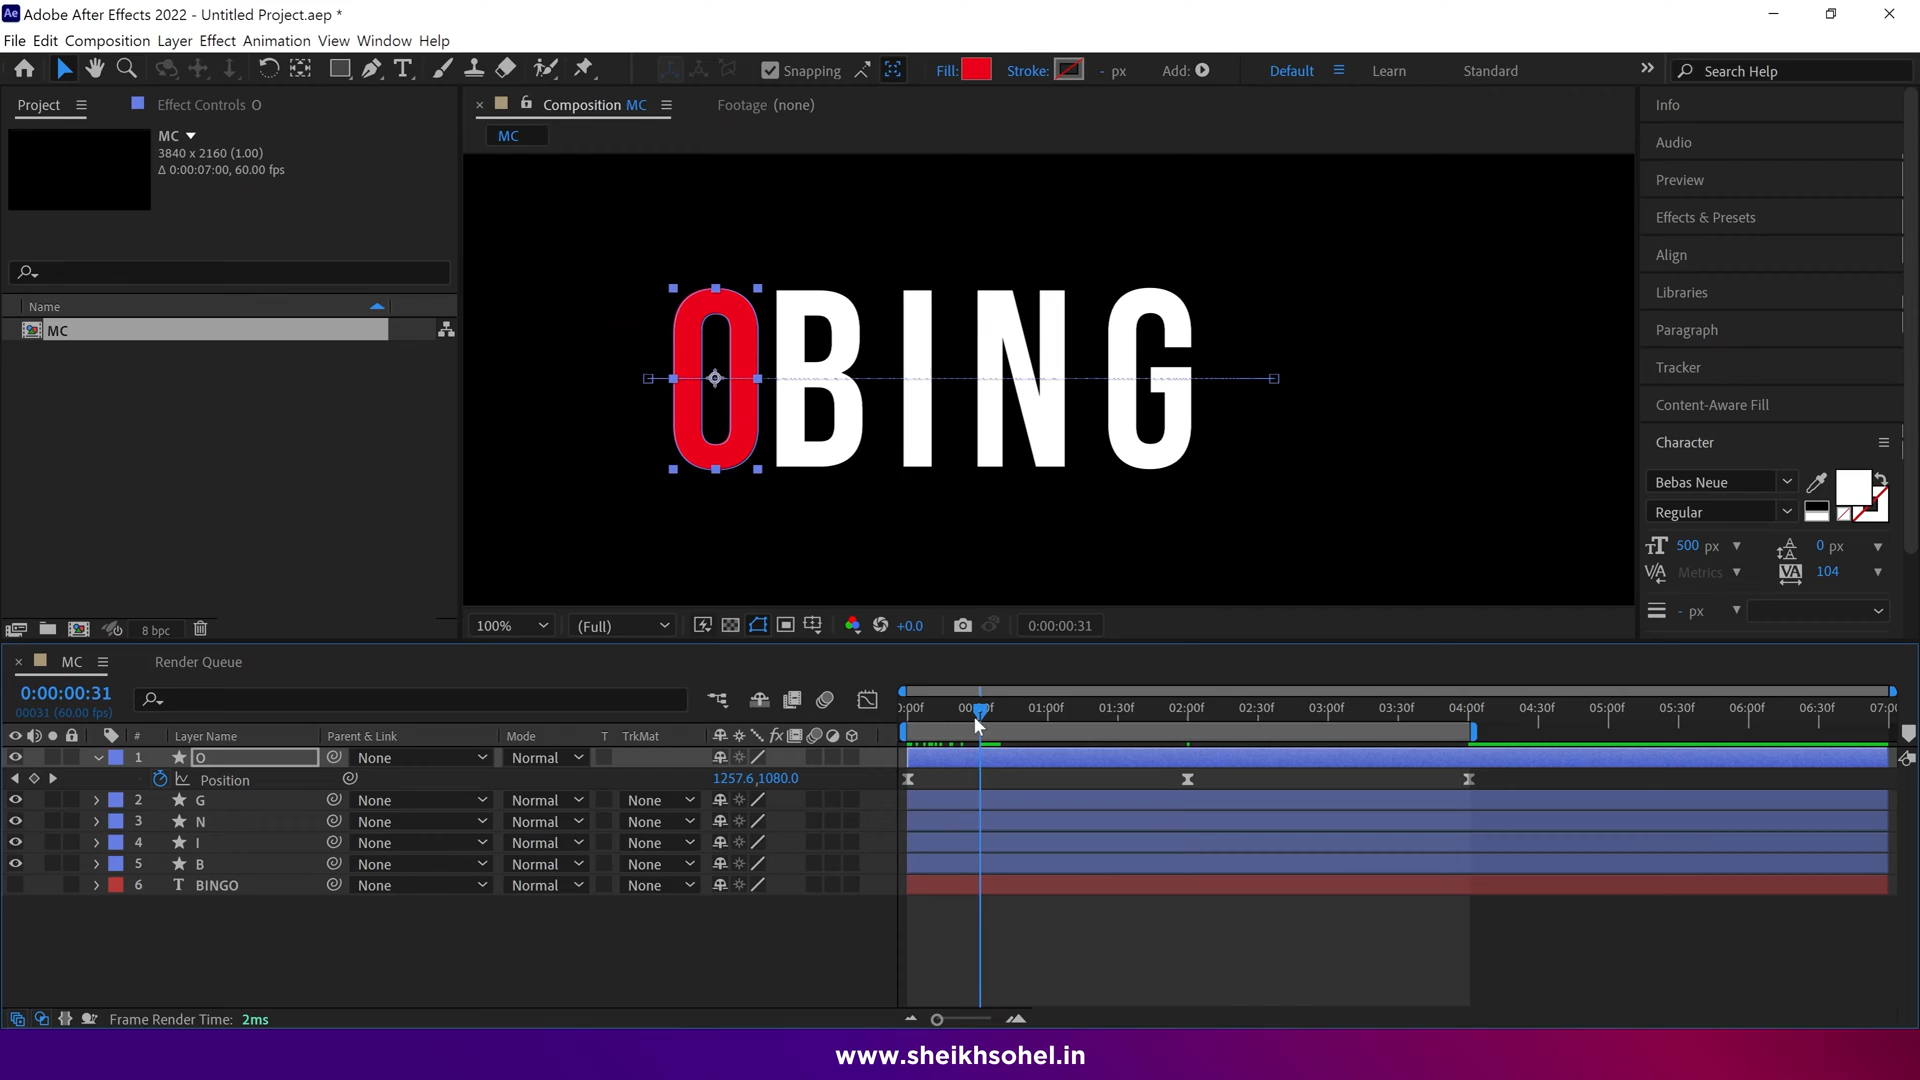 Ae Adobe After Effects 2022 - Untitled Project.aep *
File Edit Composition Layer Effect Animation View Window Help
Snapping Fill: Stroke: - px Add: Default Learn Standard Search Help
Project Effect Controls O
MC
3840 x 2160 (1.00)
Δ 0:00:07:00, 60.00 fps
Name
MC
8 bpc
Composition MC Footage (none)
MC
OBING
100% (Full) +0.0 0:00:00:31
Info
Audio
Preview
Effects & Presets
Align
Libraries
Paragraph
Tracker
Content-Aware Fill
Character
Bebas Neue
Regular
500 px 0 px
Metrics 104
- px
MC Render Queue
0:00:00:31
00031 (60.00 fps)
:00f 01:00f 01:30f 02:00f 02:30f 03:00f 03:30f 04:00f 04:30f 05:00f 05:30f 06:00f 06:30f 07:00
# Layer Name Parent & Link Mode T TrkMat fx
1 O None Normal
Position 1257.6,1080.0
2 G None Normal None
3 N None Normal None
4 I None Normal None
5 B None Normal None
6 T BINGO None Normal None
Frame Render Time: 2ms
www.sheikhsohel.in